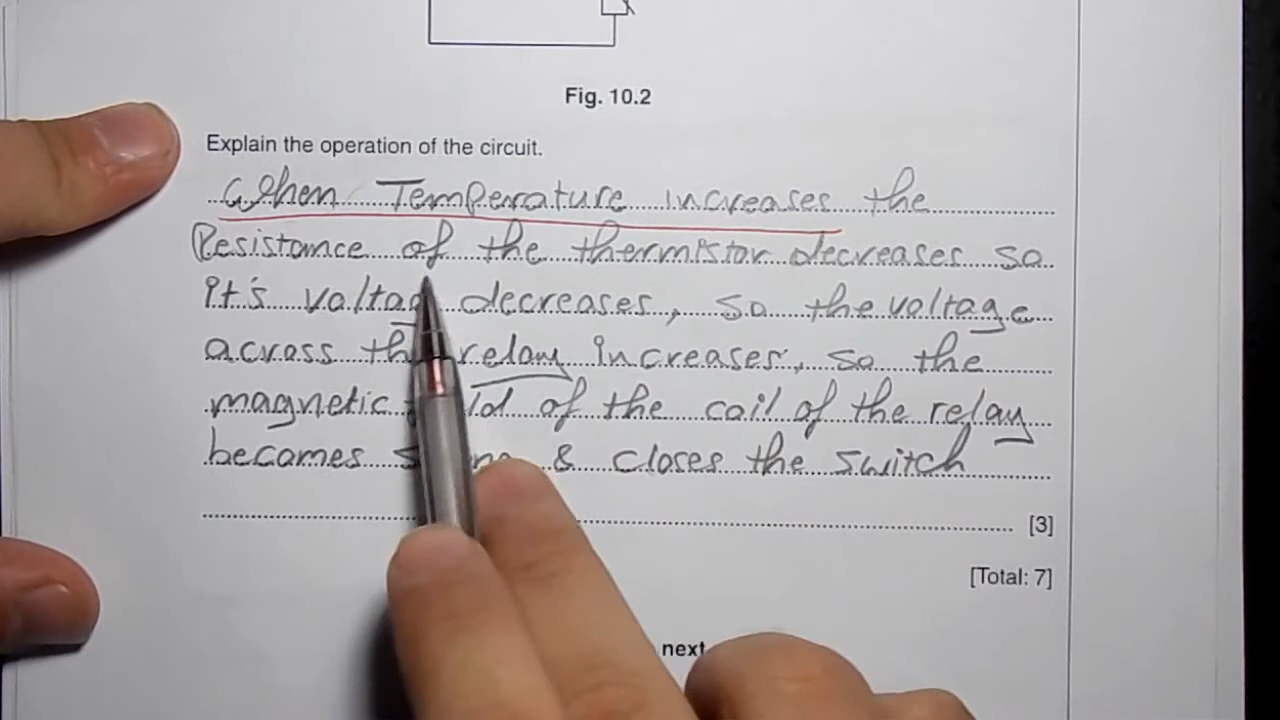 Fig. 10.2
Explain the operation of the circuit.
When Temperature increases the
Resistance of the thermistor decreases so
it's decreases, so the voltage
across relay increases, so the
magnetic of the coil of the relay
becomes & closes the switch
[3]
[Total: 7]
next